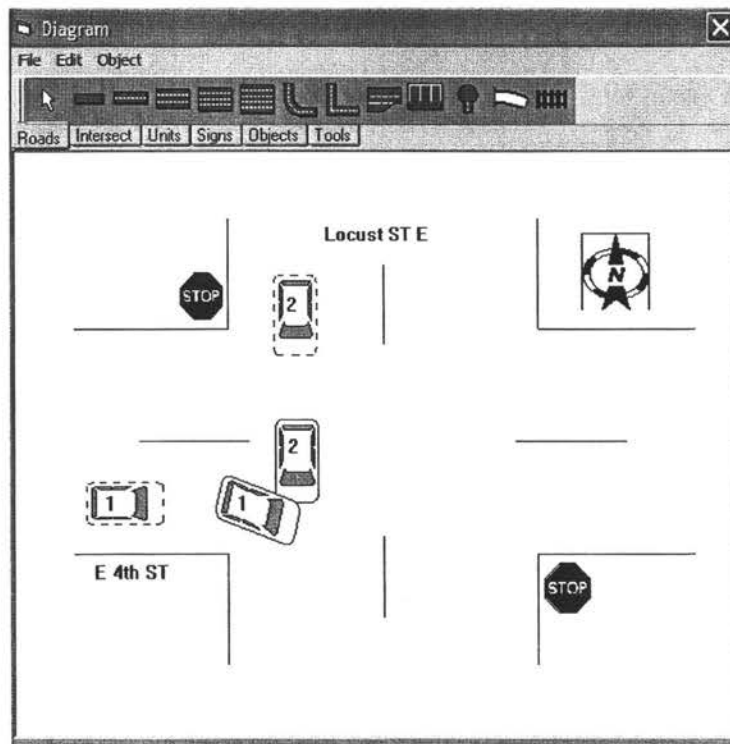 Diagram
File Edit Object
Roads Intersect Units Signs Objects Tools
Locust ST E
STOP
N
2
2
1
1
E 4th ST
STOP